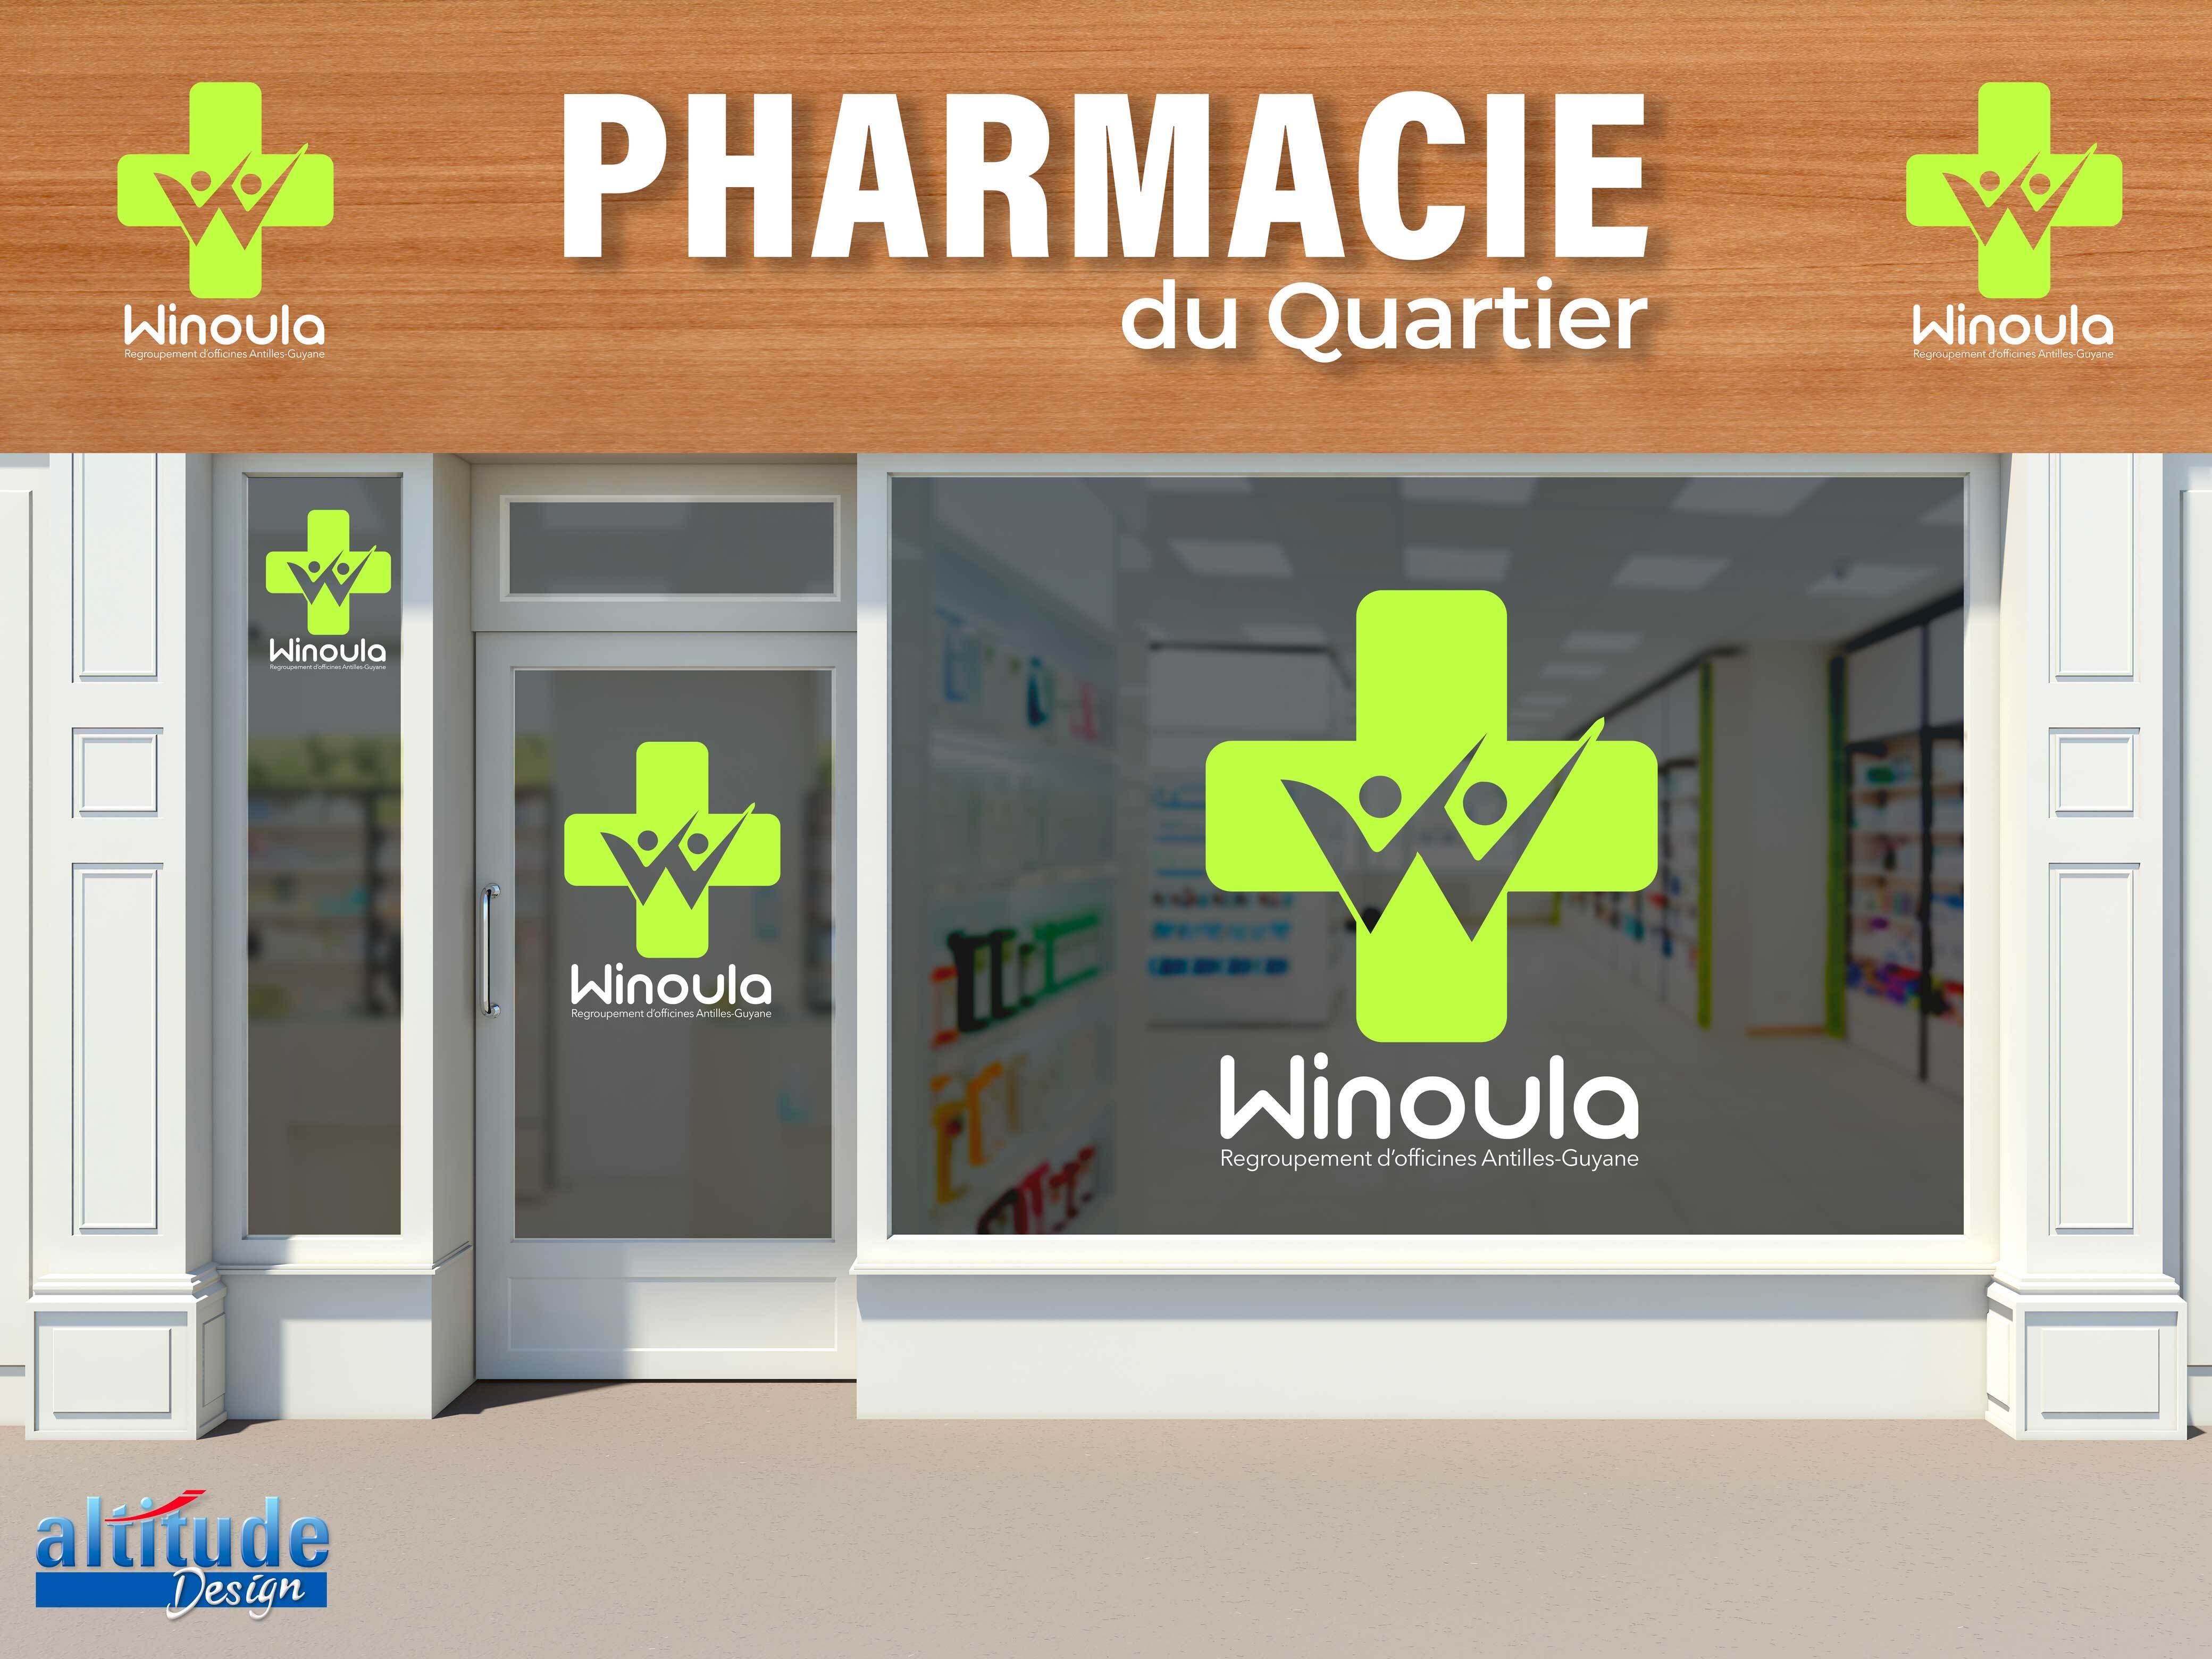 PHARMACIE
du Quartier
Winoula
Regroupement d'officines Antilles-Guyane
Winoula
Regroupement d'officines Antilles-Guyane
Winoula
Regroupement d'officines Antilles-Guyane
Winoula
Regroupement d'officines Antilles-Guyane
Winoula
Regroupement d'officines Antilles-Guyane
altitude
Design